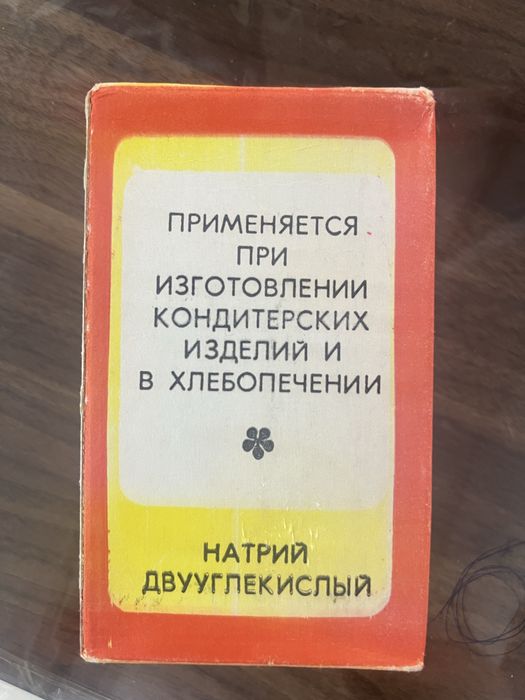 ПРИМЕНЯЕТСЯ
ПРИ
ИЗГОТОВЛЕНИИ
КОНДИТЕРСКИХ
ИЗДЕЛИЙ И
В ХЛЕБОПЕЧЕНИИ
НАТРИЙ
ДВУУГЛЕКИСЛЫЙ